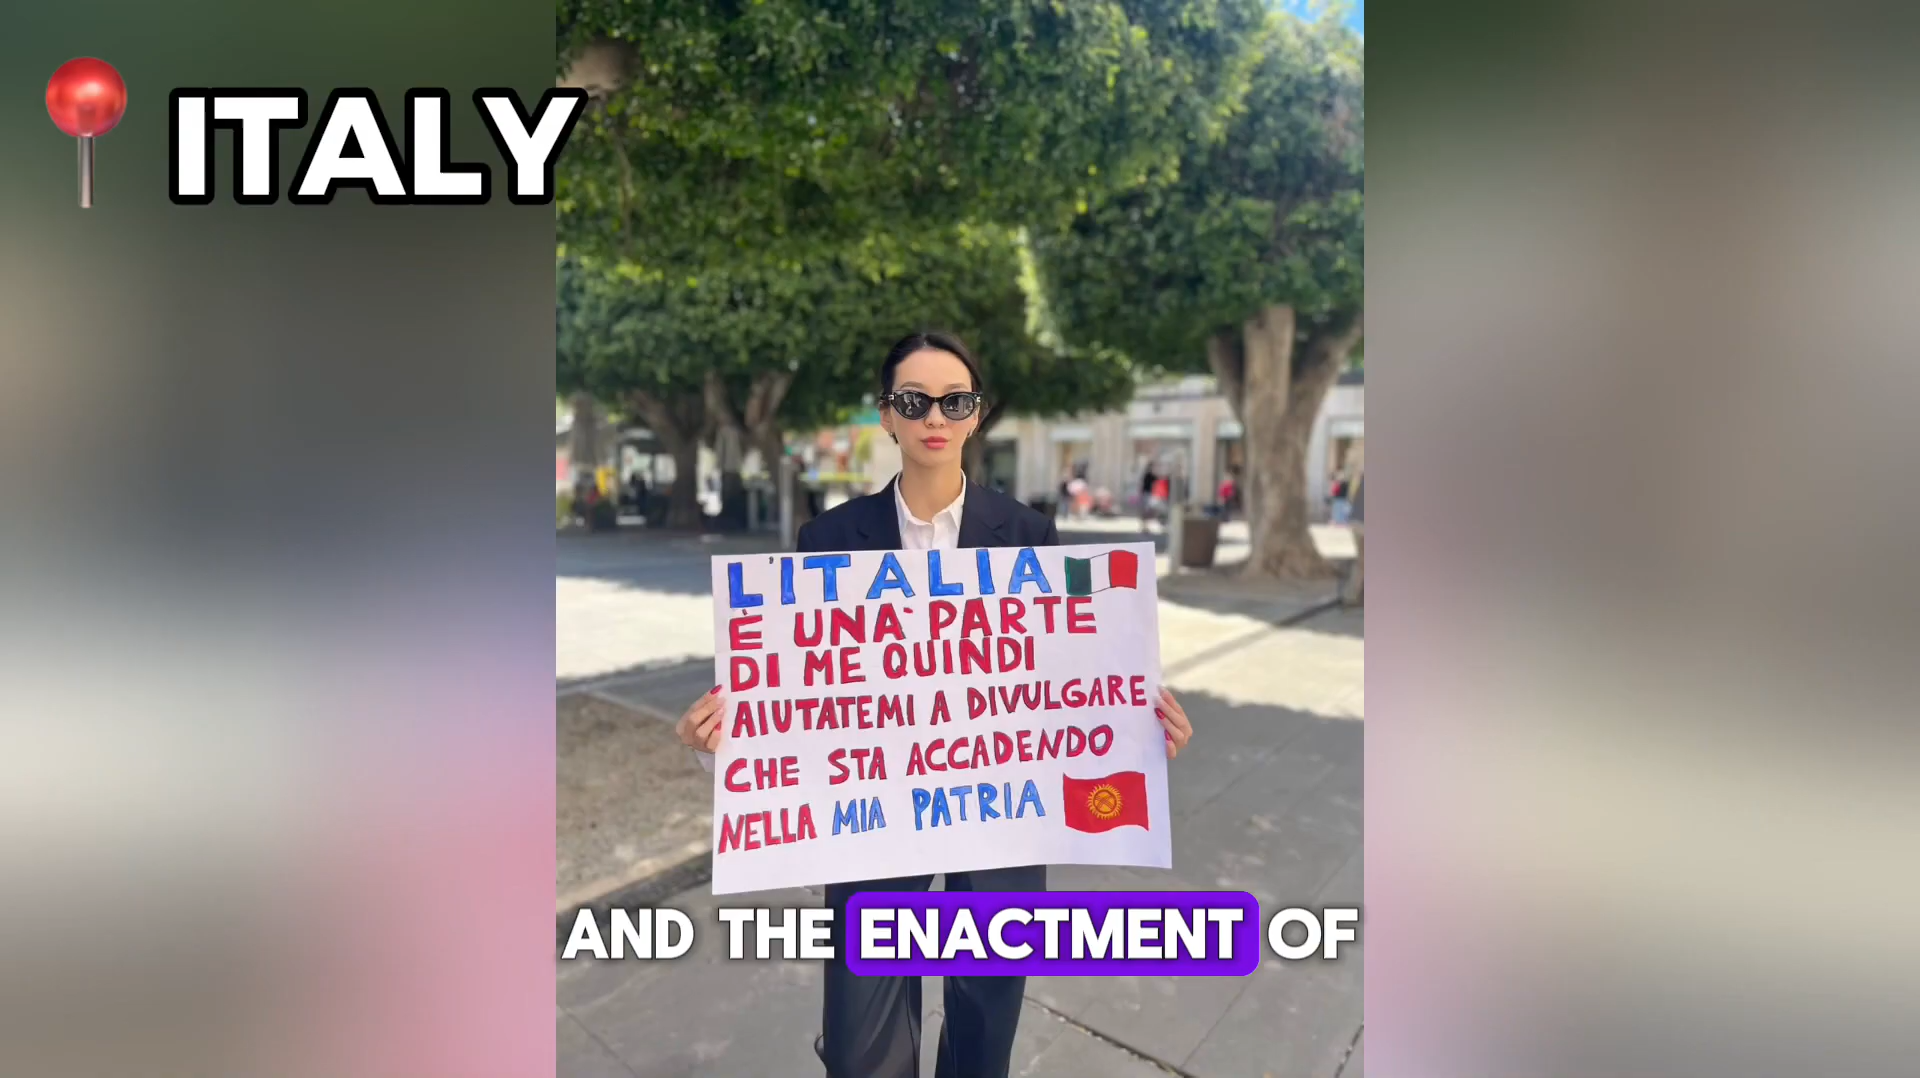 ITALY
L'ITALIA
È UNA PARTE
DI ME QUINDI
AIUTATEMI A DIVULGARE
CHE STA ACCADENDO
NELLA MIA PATRIA
AND THE ENACTMENT OF